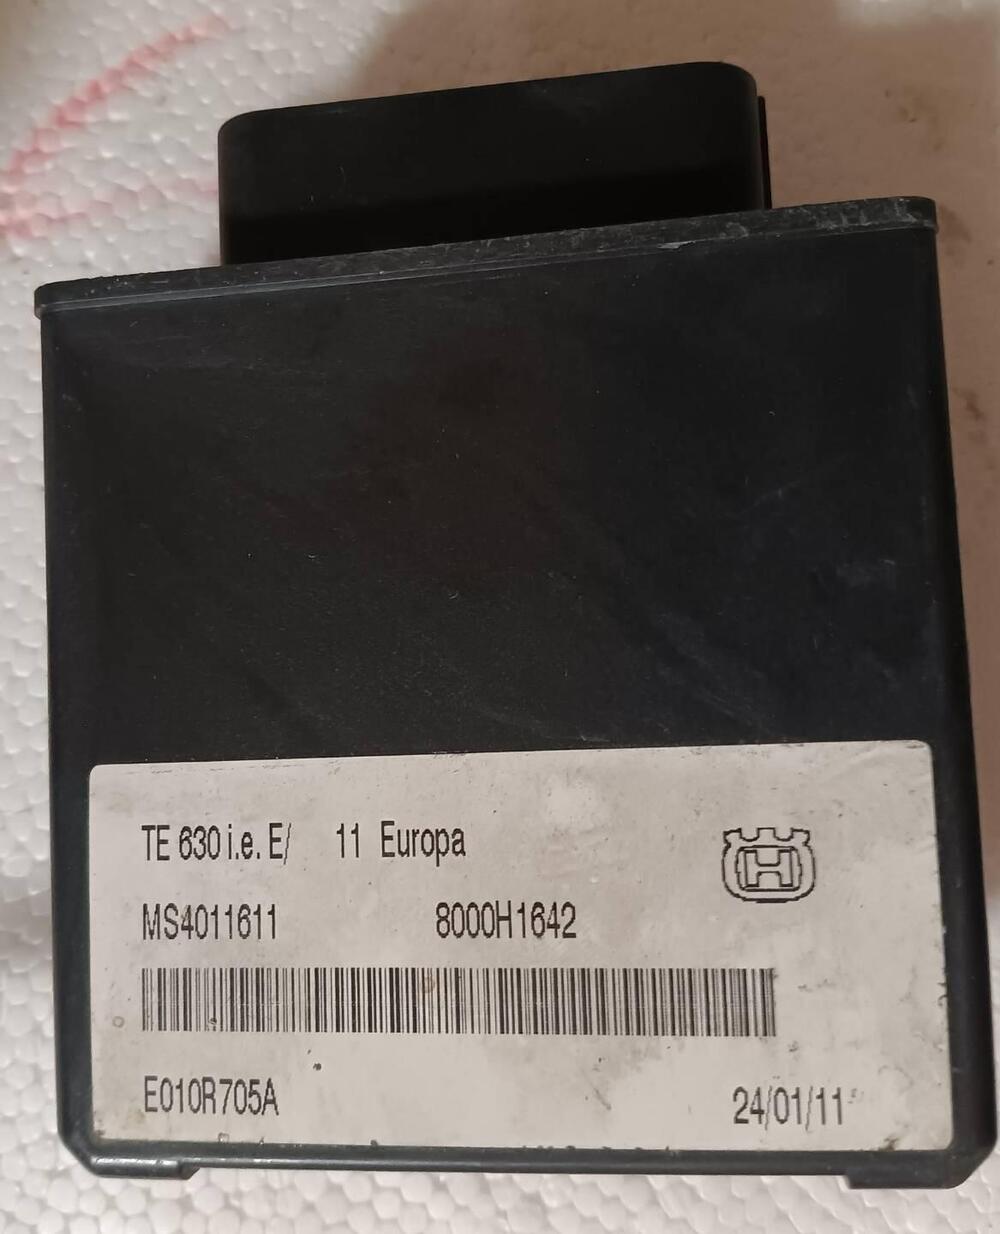 TE 630 i.e. E/ 11 Europa
MS4011611 8000H1642
E010R705A 24/01/11